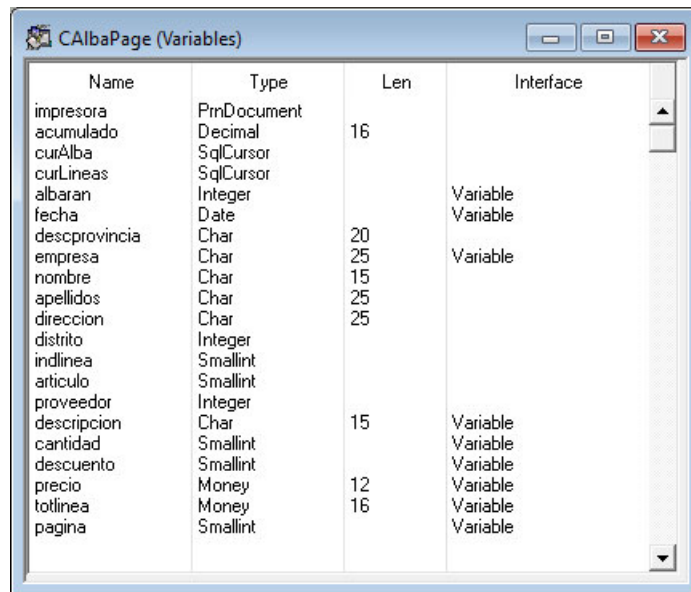 CAlbaPage (Variables)
Name Type Len Interface
impresora PrnDocument
acumulado Decimal 16
curAlba SqlCursor
curLineas SqlCursor
albaran Integer Variable
fecha Date Variable
descprovincia Char 20
empresa Char 25 Variable
nombre Char 15
apellidos Char 25
direccion Char 25
distrito Integer
indlinea Smallint
articulo Smallint
proveedor Integer
descripcion Char 15 Variable
cantidad Smallint Variable
descuento Smallint Variable
precio Money 12 Variable
totlinea Money 16 Variable
pagina Smallint Variable